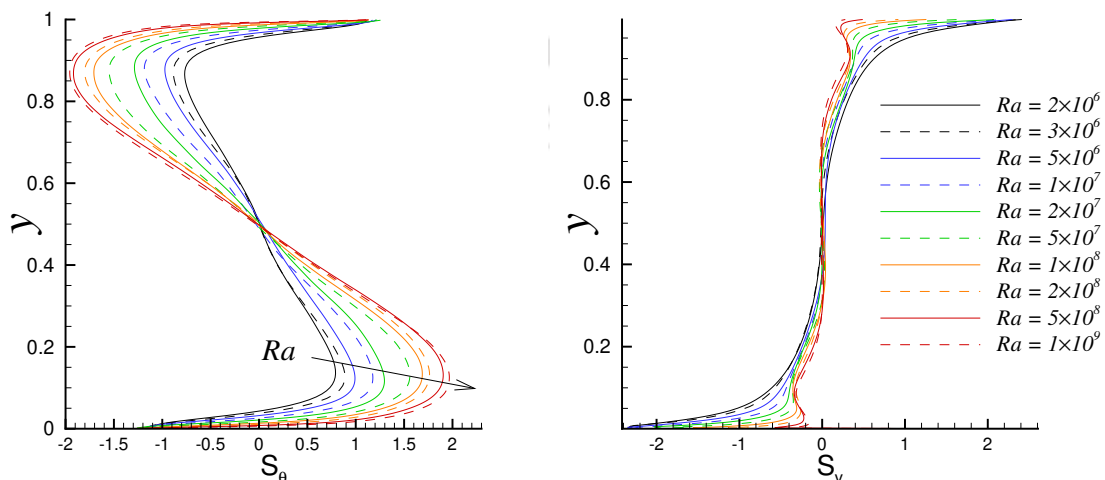 1
0.8
0.6
0.4
0.2
0
y
Ra
-2 -1.5 -1 -0.5 0 0.5 1 1.5 2
S_θ
0.8
0.6
0.4
0.2
0
y
-2 -1 0 1 2
S_v
Ra = 2×10^6
Ra = 3×10^6
Ra = 5×10^6
Ra = 1×10^7
Ra = 2×10^7
Ra = 5×10^7
Ra = 1×10^8
Ra = 2×10^8
Ra = 5×10^8
Ra = 1×10^9